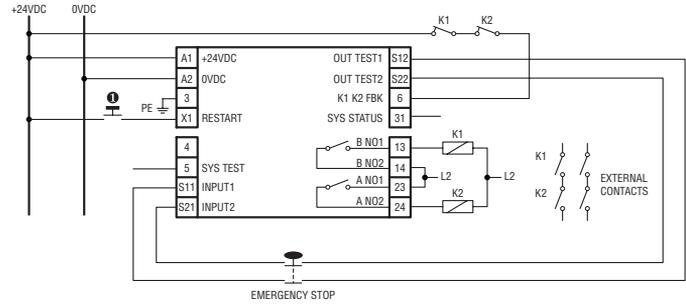 +24VDC 0VDC
K1 K2
A1 +24VDC OUT TEST1 S12
A2 0VDC OUT TEST2 S22
❶ PE 3 K1 K2 FBK 6
X1 RESTART SYS STATUS 31
4 B NO1 13 K1
5 SYS TEST B NO2 14 L2 L2
S11 INPUT1 A NO1 23
S21 INPUT2 A NO2 24 K2
K1
K2
EXTERNAL
CONTACTS
EMERGENCY STOP